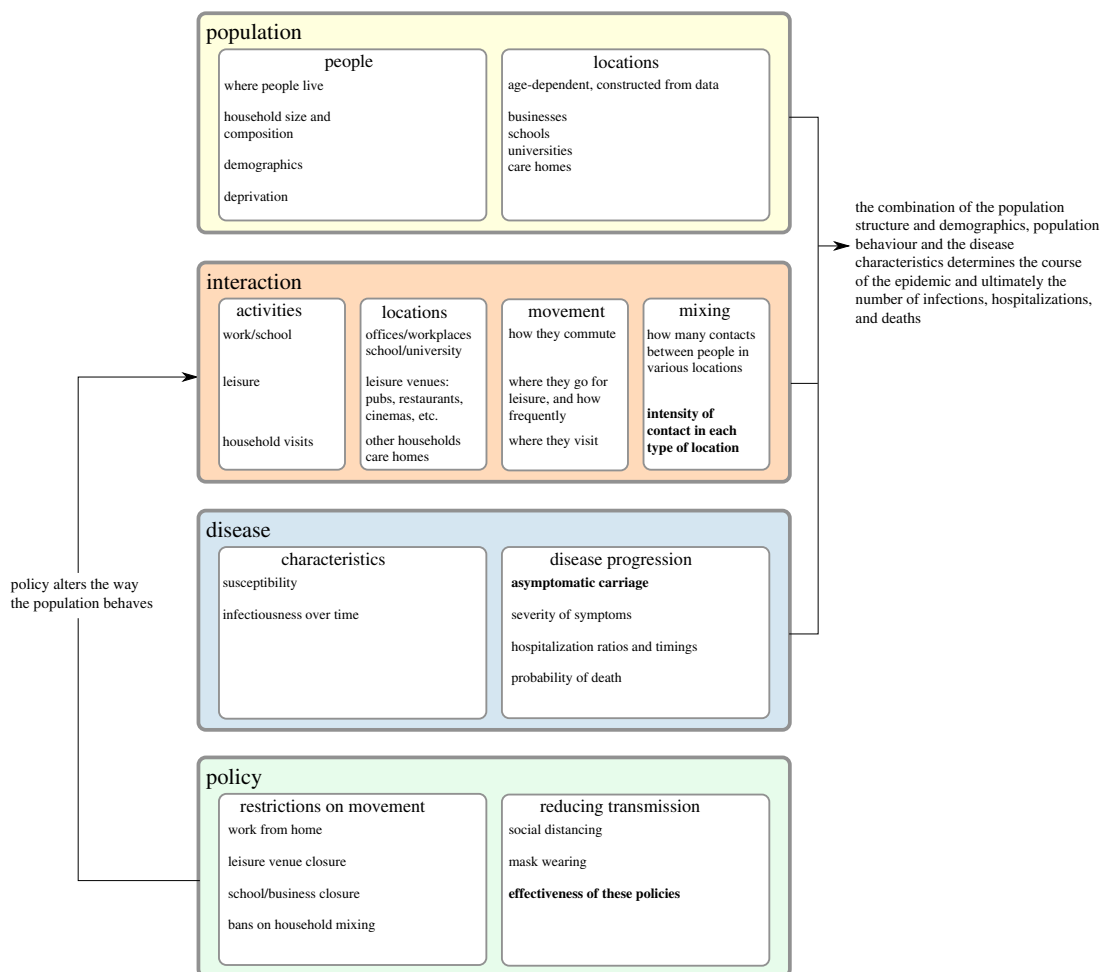 population
people
where people live
household size and
composition
demographics
deprivation
locations
age-dependent, constructed from data
businesses
schools
universities
care homes
the combination of the population
structure and demographics, population
behaviour and the disease
characteristics determines the course
of the epidemic and ultimately the
number of infections, hospitalizations,
and deaths
interaction
activities
work/school
leisure
household visits
locations
offices/workplaces
school/university
leisure venues:
pubs, restaurants,
cinemas, etc.
other households
care homes
movement
how they commute
where they go for
leisure, and how
frequently
where they visit
mixing
how many contacts
between people in
various locations
intensity of
contact in each
type of location
disease
characteristics
susceptibility
infectiousness over time
disease progression
asymptomatic carriage
severity of symptoms
hospitalization ratios and timings
probability of death
policy alters the way
the population behaves
policy
restrictions on movement
work from home
leisure venue closure
school/business closure
bans on household mixing
reducing transmission
social distancing
mask wearing
effectiveness of these policies